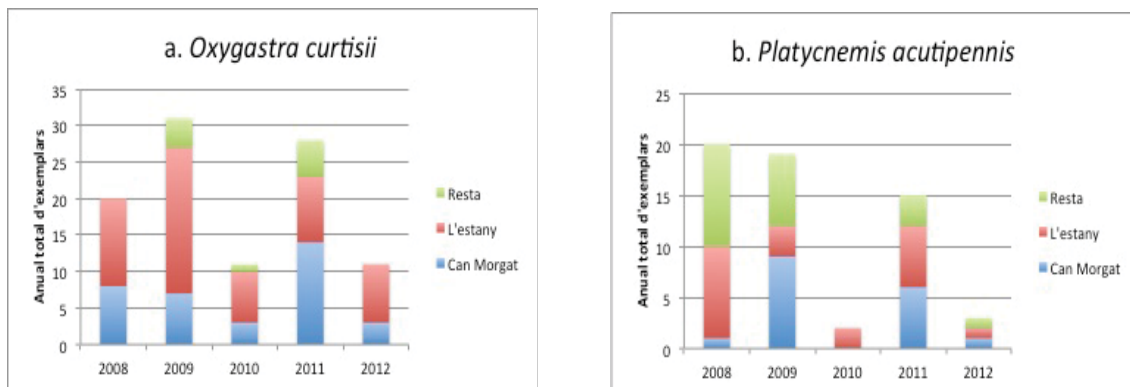 a. Oxygastra curtisii
Anual total d'exemplars
35
30
25
20
15
10
5
0
2008 2009 2010 2011 2012
Resta
L'estany
Can Morgat
b. Platycnemis acutipennis
Anual total d'exemplars
25
20
15
10
5
0
2008 2009 2010 2011 2012
Resta
L'estany
Can Morgat